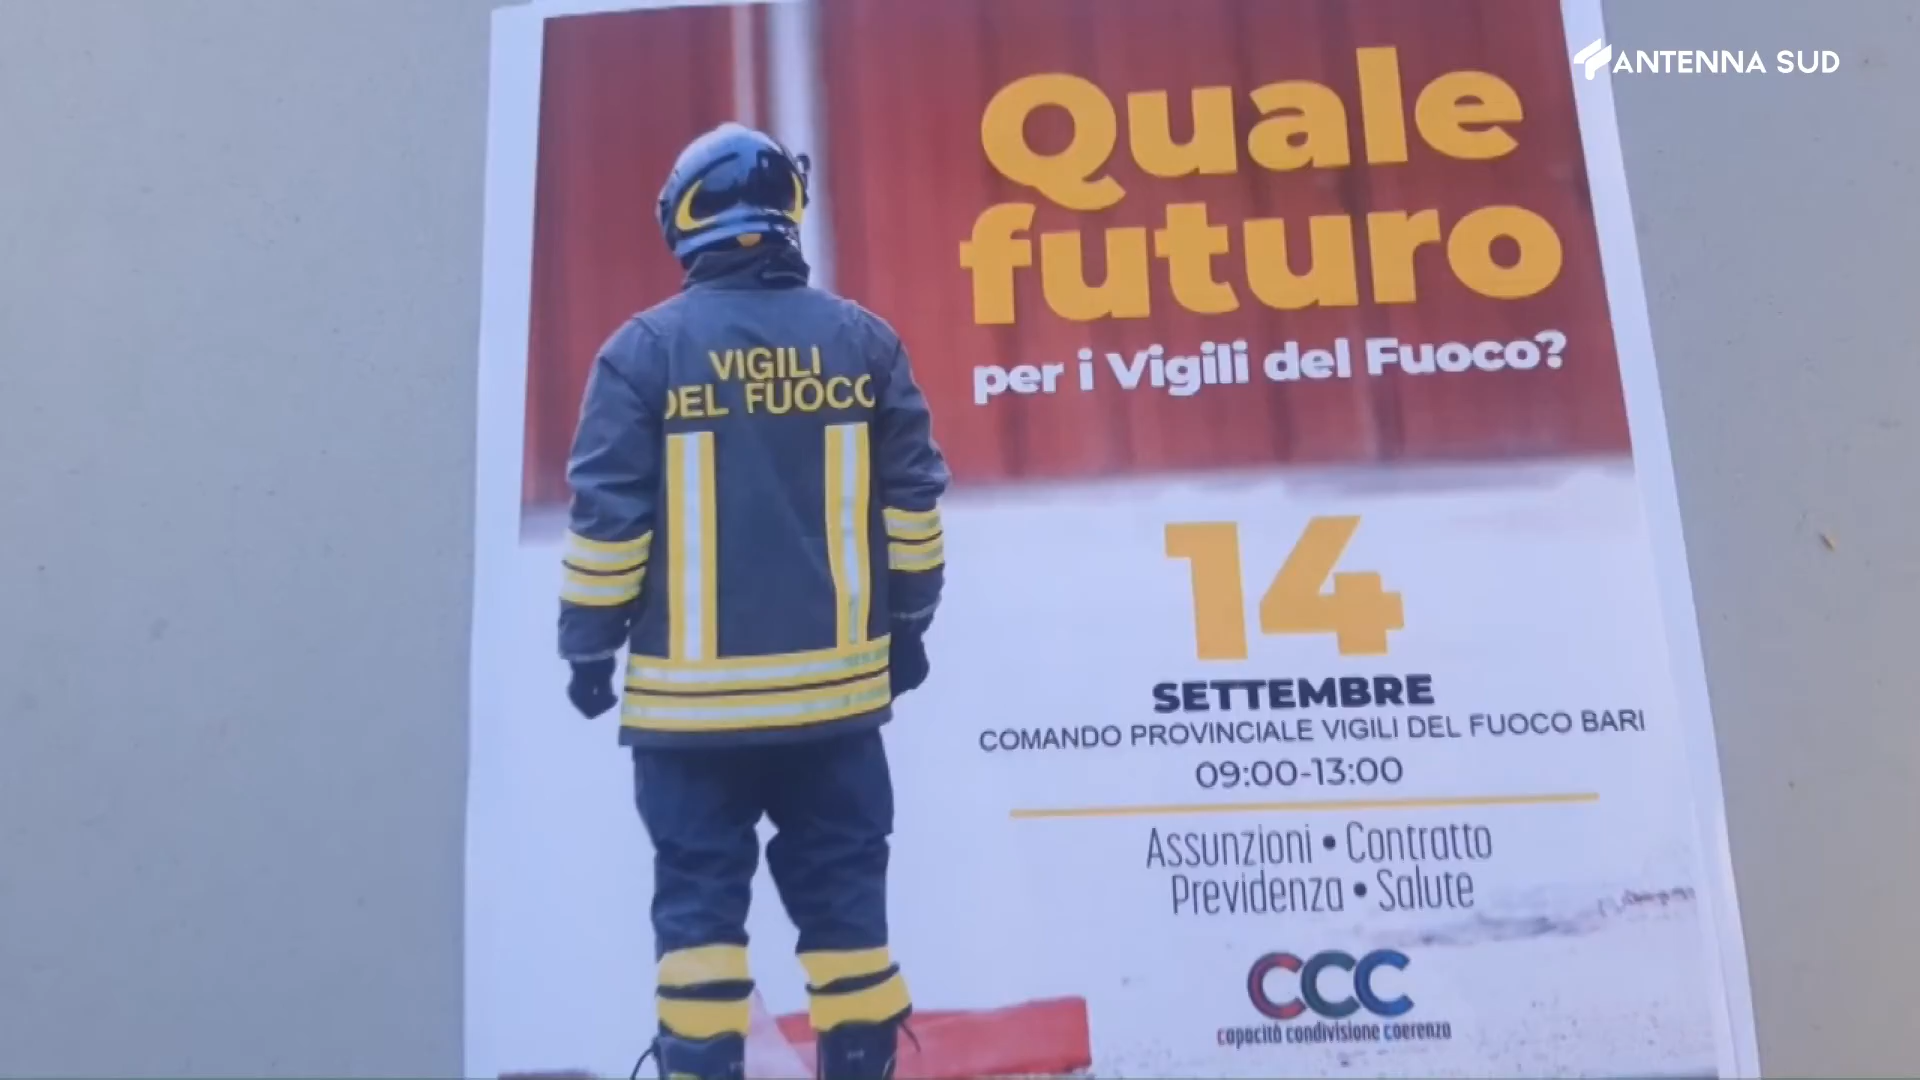 ANTENNA SUD
Quale
futuro
per i Vigili del Fuoco?
VIGILI
DEL FUOCO
14
SETTEMBRE
COMANDO PROVINCIALE VIGILI DEL FUOCO BARI
09:00-13:00
Assunzioni • Contratto
Previdenza • Salute
CCC
capacità condivisione coerenza